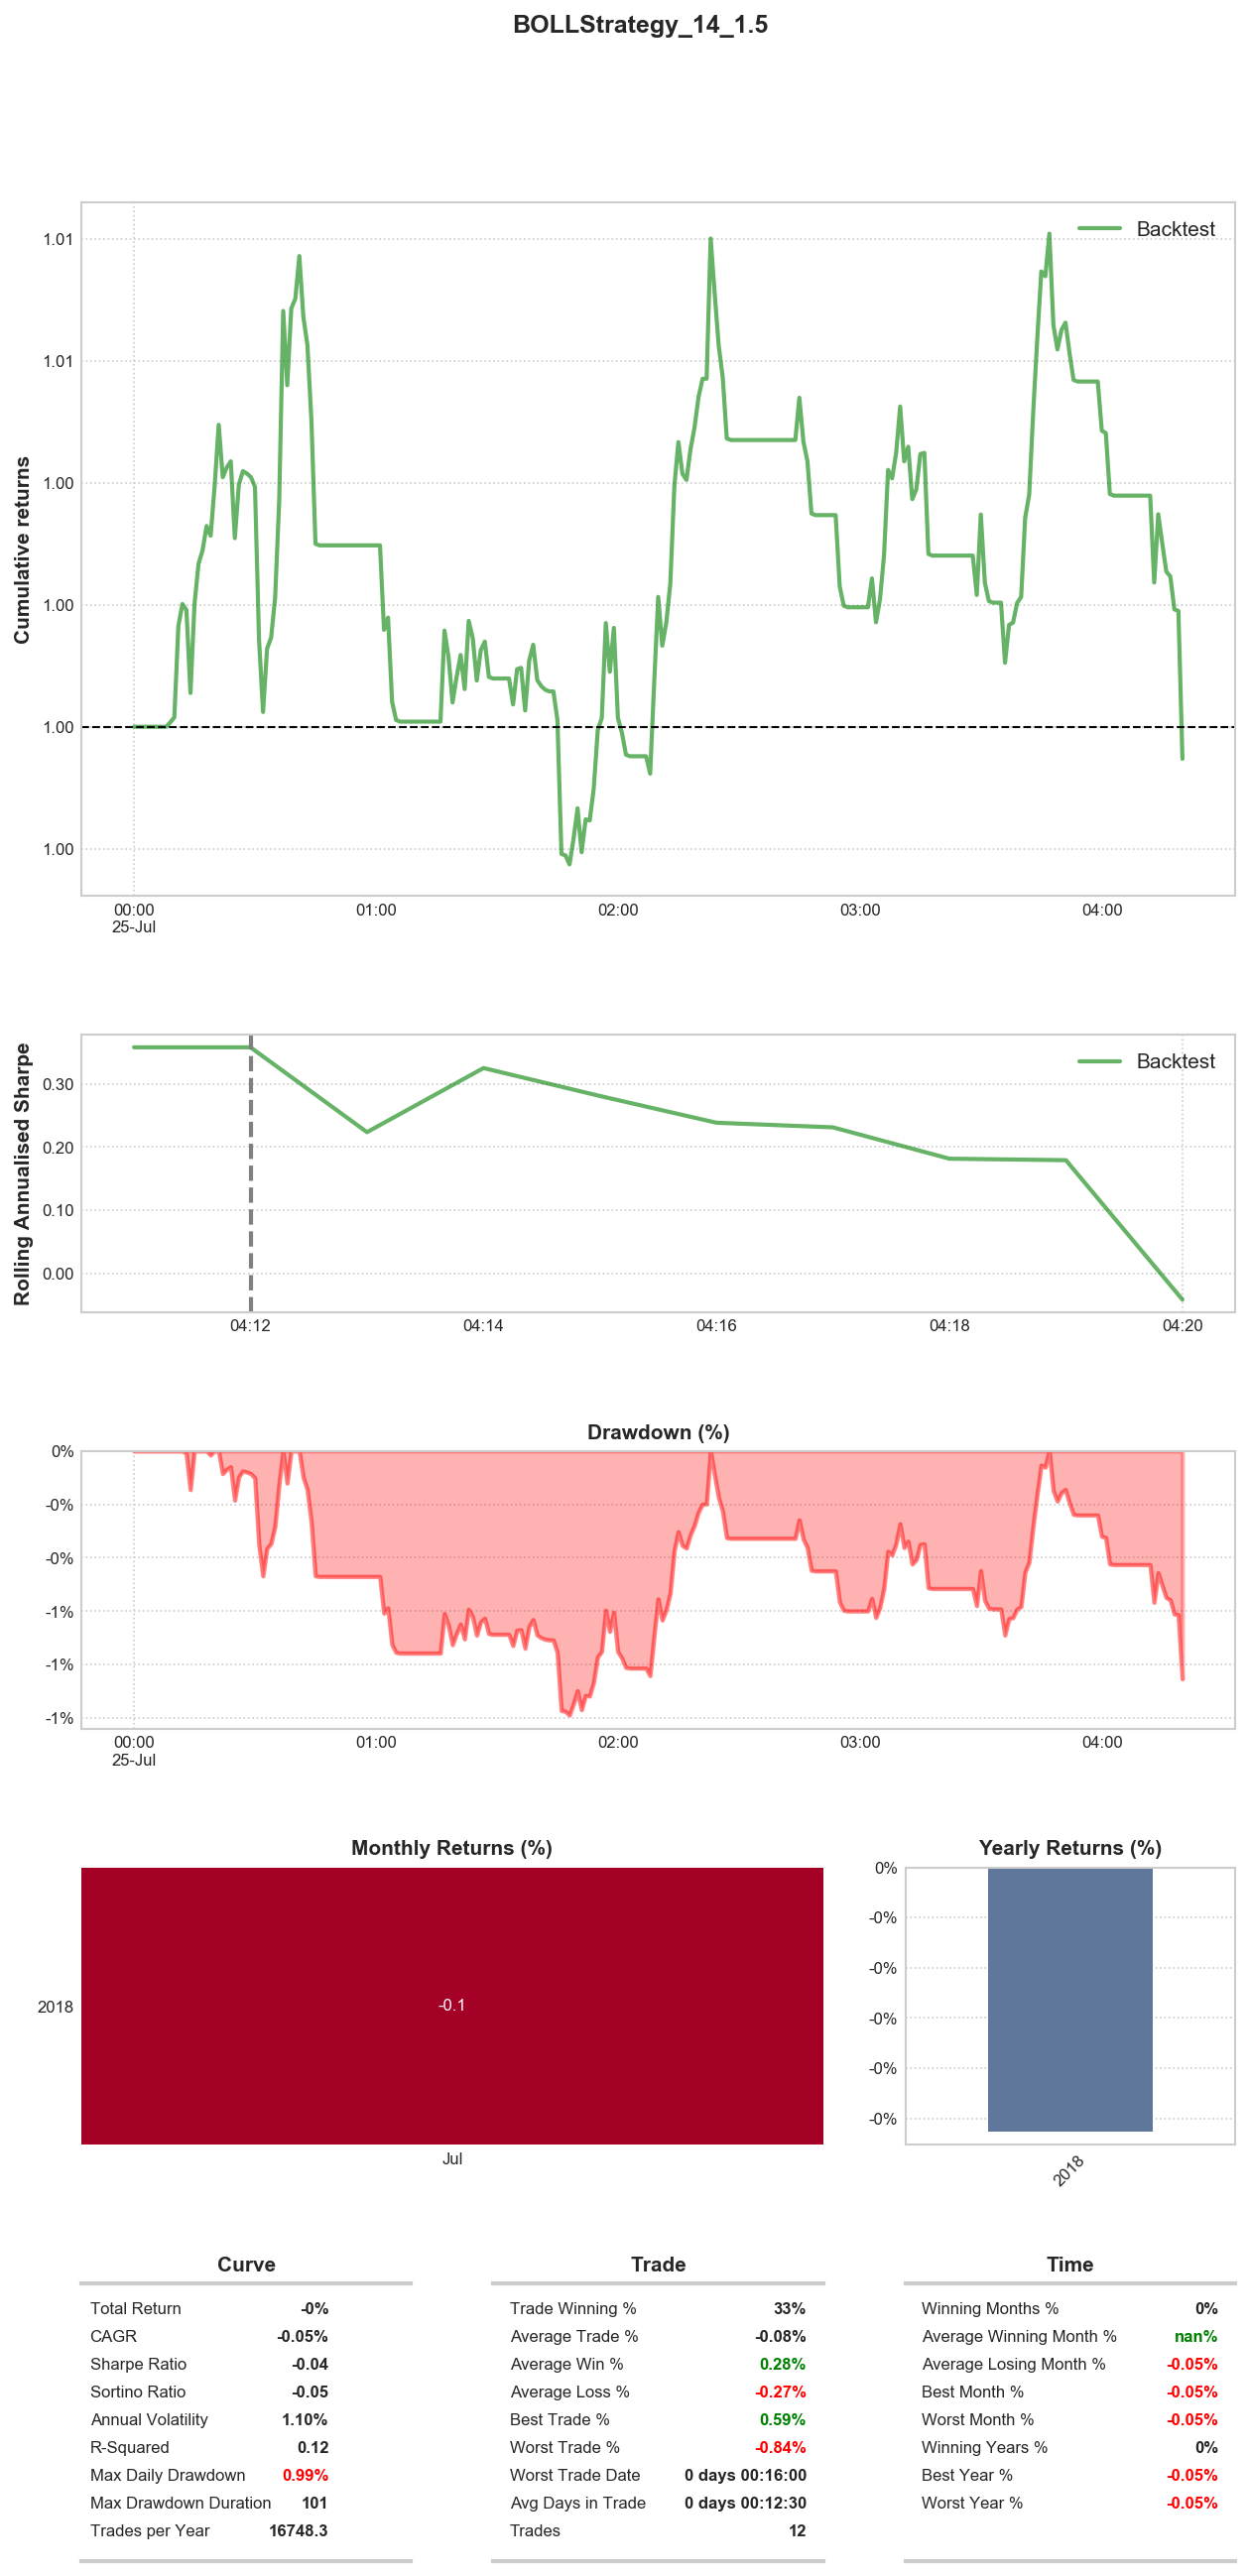 BOLLStrategy_14_1.5
Cumulative returns
1.01
1.01
1.00
1.00
1.00
1.00
Backtest
00:00
25-Jul
01:00
02:00
03:00
04:00
Rolling Annualised Sharpe
0.30
0.20
0.10
0.00
Backtest
04:12
04:14
04:16
04:18
04:20
Drawdown (%)
0%
-0%
-0%
-1%
-1%
-1%
00:00
25-Jul
01:00
02:00
03:00
04:00
Monthly Returns (%)
2018
-0.1
Jul
Yearly Returns (%)
0%
-0%
-0%
-0%
-0%
-0%
2018
Curve
Total Return -0%
CAGR -0.05%
Sharpe Ratio -0.04
Sortino Ratio -0.05
Annual Volatility 1.10%
R-Squared 0.12
Max Daily Drawdown 0.99%
Max Drawdown Duration 101
Trades per Year 16748.3
Trade
Trade Winning % 33%
Average Trade % -0.08%
Average Win % 0.28%
Average Loss % -0.27%
Best Trade % 0.59%
Worst Trade % -0.84%
Worst Trade Date 0 days 00:16:00
Avg Days in Trade 0 days 00:12:30
Trades 12
Time
Winning Months % 0%
Average Winning Month % nan%
Average Losing Month % -0.05%
Best Month % -0.05%
Worst Month % -0.05%
Winning Years % 0%
Best Year % -0.05%
Worst Year % -0.05%